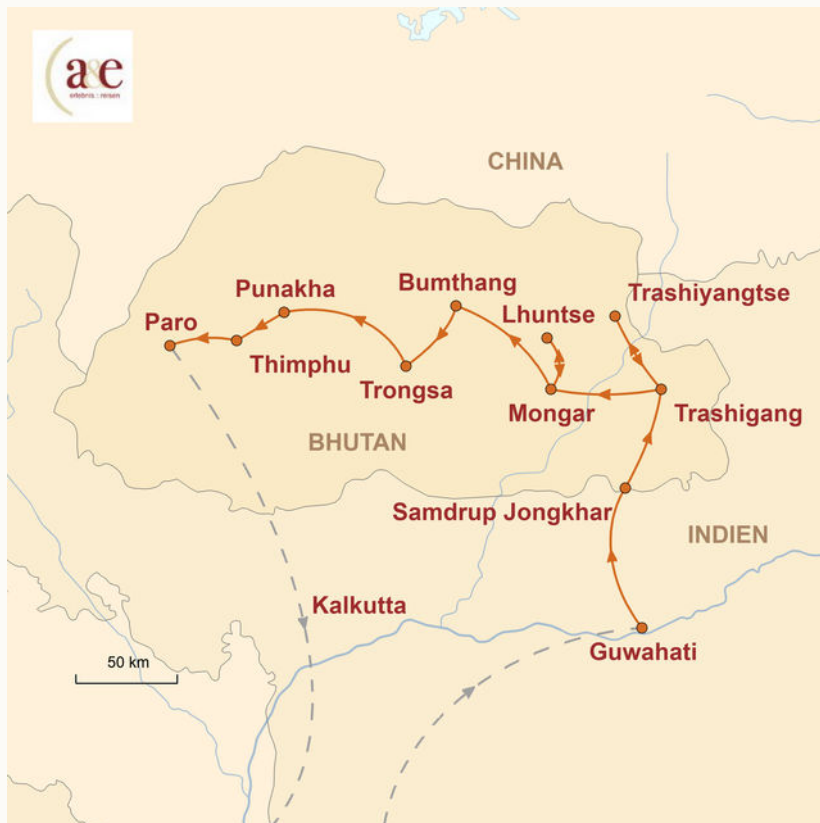 a&e
erlebnis : reisen
CHINA
Bumthang
Trashiyangtse
Punakha
Lhuntse
Paro
Thimphu
Trongsa
Mongar
Trashigang
BHUTAN
Samdrup Jongkhar
INDIEN
Kalkutta
Guwahati
50 km